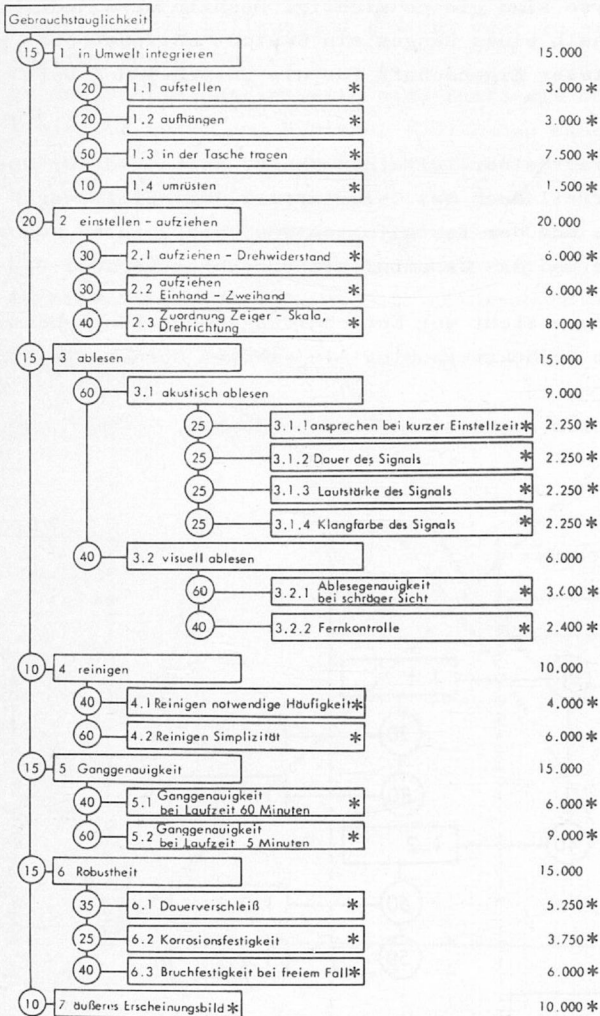 Gebrauchstauglichkeit
15 1 in Umwelt integrieren 15.000
20 1.1 aufstellen * 3.000 *
20 1.2 aufhängen * 3.000 *
50 1.3 in der Tasche tragen * 7.500 *
10 1.4 umrüsten * 1.500 *
20 2 einstellen - aufziehen 20.000
30 2.1 aufziehen - Drehwiderstand * 6.000 *
30 2.2 aufziehen
Einhand - Zweihand * 6.000 *
40 2.3 Zuordnung Zeiger - Skala,
Drehrichtung * 8.000 *
15 3 ablesen 15.000
60 3.1 akustisch ablesen 9.000
25 3.1.1 ansprechen bei kurzer Einstellzeit * 2.250 *
25 3.1.2 Dauer des Signals * 2.250 *
25 3.1.3 Lautstärke des Signals * 2.250 *
25 3.1.4 Klangfarbe des Signals * 2.250 *
40 3.2 visuell ablesen 6.000
60 3.2.1 Ablesegenauigkeit
bei schräger Sicht * 3.600 *
40 3.2.2 Fernkontrolle * 2.400 *
10 4 reinigen 10.000
40 4.1 Reinigen notwendige Häufigkeit * 4.000 *
60 4.2 Reinigen Simplizität * 6.000 *
15 5 Ganggenauigkeit 15.000
40 5.1 Ganggenauigkeit
bei Laufzeit 60 Minuten * 6.000 *
60 5.2 Ganggenauigkeit
bei Laufzeit 5 Minuten * 9.000 *
15 6 Robustheit 15.000
35 6.1 Dauerverschleiß * 5.250 *
25 6.2 Korrosionsfestigkeit * 3.750 *
40 6.3 Bruchfestigkeit bei freiem Fall * 6.000 *
10 7 äußeres Erscheinungsbild * 10.000 *